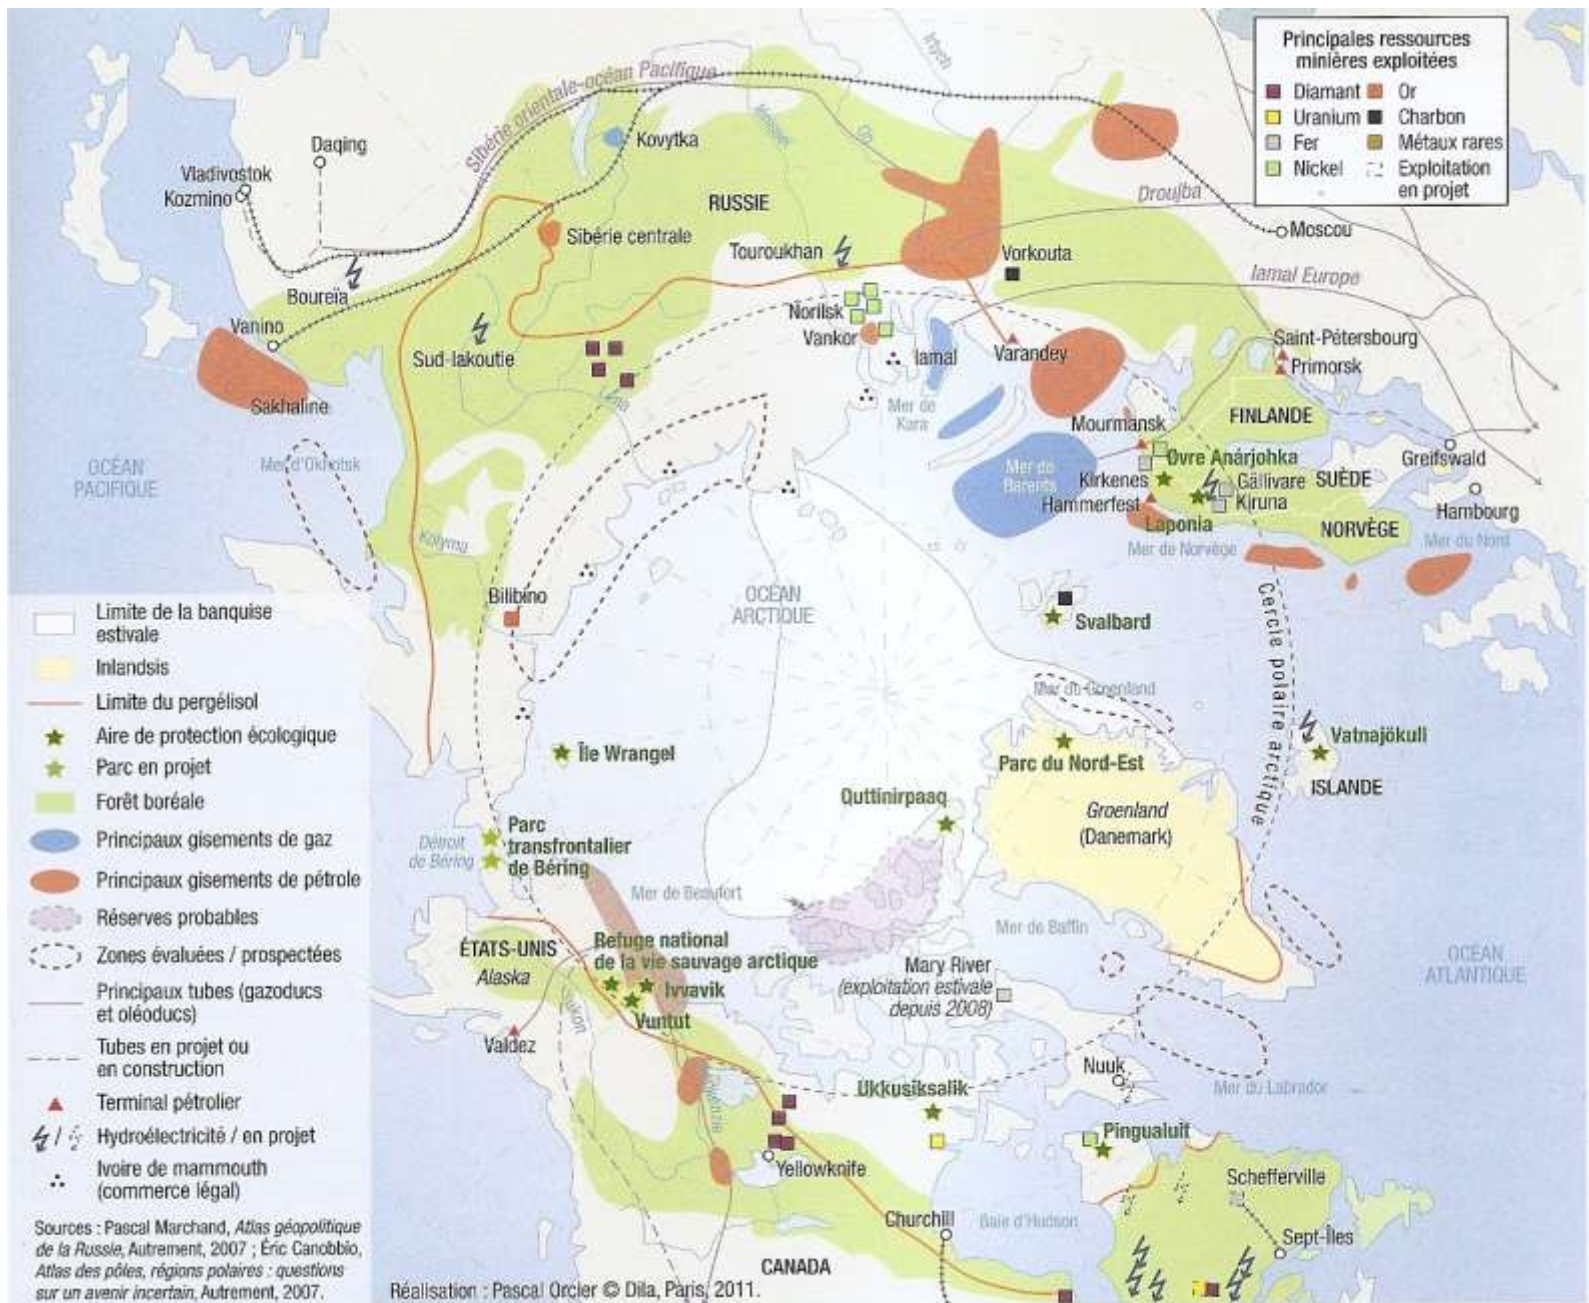 Principales ressources
minières exploitées
Diamant
Or
Uranium
Charbon
Fer
Métaux rares
Nickel
Exploitation
en projet
Irtych
Ob
Sibérie orientale-océan Pacifique
Daqing
Vladivostok
Kozmino
Kovytka
RUSSIE
Droujba
Moscou
Sibérie centrale
Touroukhan
Vorkouta
Iamal Europe
Boureïa
Vanino
Norilsk
Vankor
Iamal
Varandey
Saint-Pétersbourg
Primorsk
Sud-Iakoutie
Sakhaline
Lena
Mer de
Kara
FINLANDE
Mourmansk
OCÉAN
PACIFIQUE
Mer d'Okhotsk
Mer de
Barents
Øvre Anárjohka
Kirkenes
Gällivare
SUÈDE
Greifswald
Hammerfest
Kiruna
Hambourg
Laponia
NORVÈGE
Kolyma
Mer de Norvège
Mer du Nord
Bilibino
OCÉAN
ARCTIQUE
Svalbard
Cercle polaire arctique
Mer du Groenland
Île Wrangel
Parc du Nord-Est
Vatnajökull
ISLANDE
Quttinirpaaq
Groenland
(Danemark)
Détroit
de Béring
Parc
transfrontalier
de Béring
Mer de Beaufort
Mer de Baffin
ÉTATS-UNIS
Alaska
Refuge national
de la vie sauvage arctique
Ivvavik
Vuntut
Yukon
Valdez
Mary River
(exploitation estivale
depuis 2008)
OCÉAN
ATLANTIQUE
Nuuk
Mer du Labrador
Ukkusiksalik
Pingualuit
Yellowknife
Schefferville
Churchill
Baie d'Hudson
Sept-Îles
CANADA
Limite de la banquise
estivale
Inlandsis
Limite du pergélisol
Aire de protection écologique
Parc en projet
Forêt boréale
Principaux gisements de gaz
Principaux gisements de pétrole
Réserves probables
Zones évaluées / prospectées
Principaux tubes (gazoducs
et oléoducs)
Tubes en projet ou
en construction
Terminal pétrolier
Hydroélectricité / en projet
Ivoire de mammouth
(commerce légal)
Sources : Pascal Marchand, Atlas géopolitique
de la Russie, Autrement, 2007 ; Éric Canobbio,
Atlas des pôles, régions polaires : questions
sur un avenir incertain, Autrement, 2007.
Réalisation : Pascal Orcier © Dila, Paris, 2011.